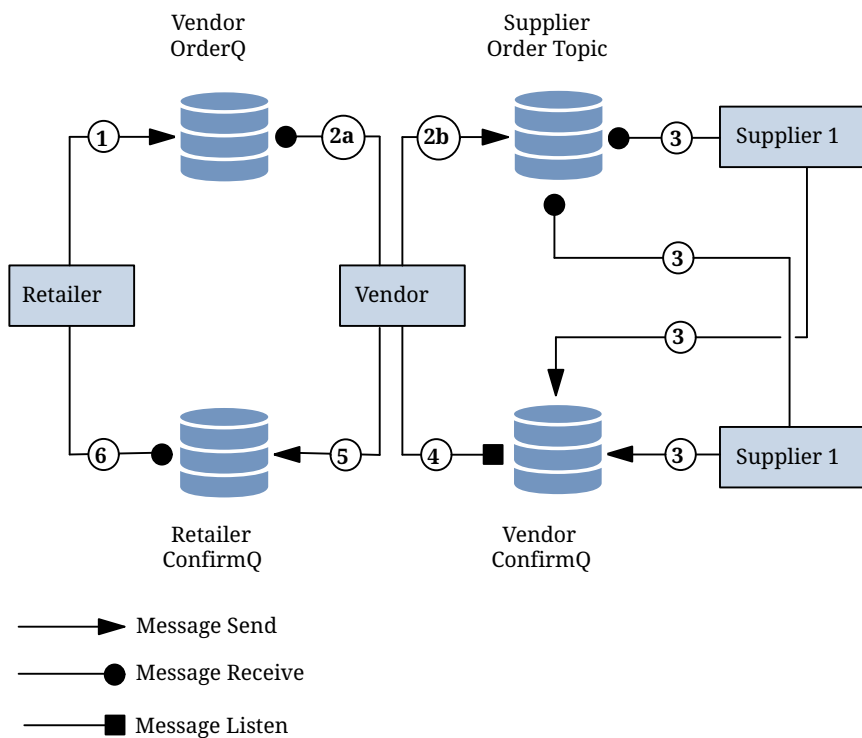 Vendor
OrderQ
Supplier
Order Topic
1
2a
2b
3
Supplier 1
3
Retailer
Vendor
3
6
5
4
3
Supplier 1
Retailer
ConfirmQ
Vendor
ConfirmQ
Message Send
Message Receive
Message Listen